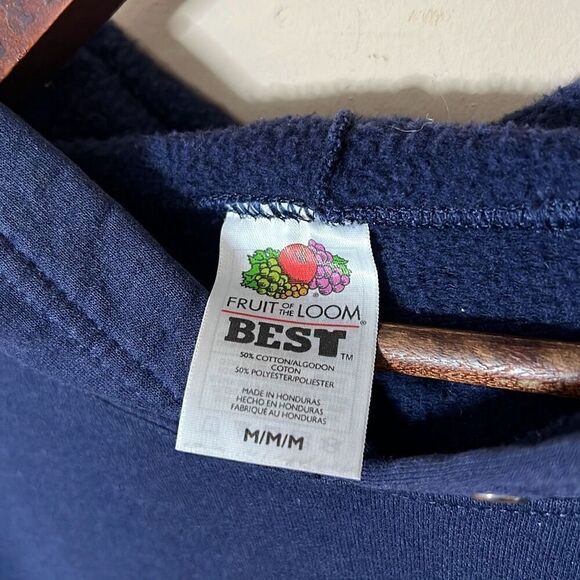 FRUIT OF THE LOOM®
BEST™
50% COTTON/ALGODON
COTON
50% POLYESTER/POLIESTER
MADE IN HONDURAS
HECHO EN HONDURAS
FABRIQUÉ AU HONDURAS
M/M/M